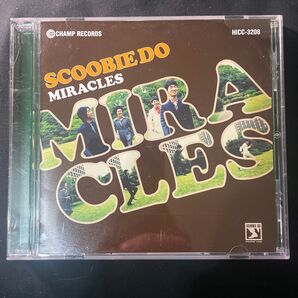 CHAMP RECORDS
HICC-3208
SCOOBIE DO
MIRACLES
MIRA
CLES